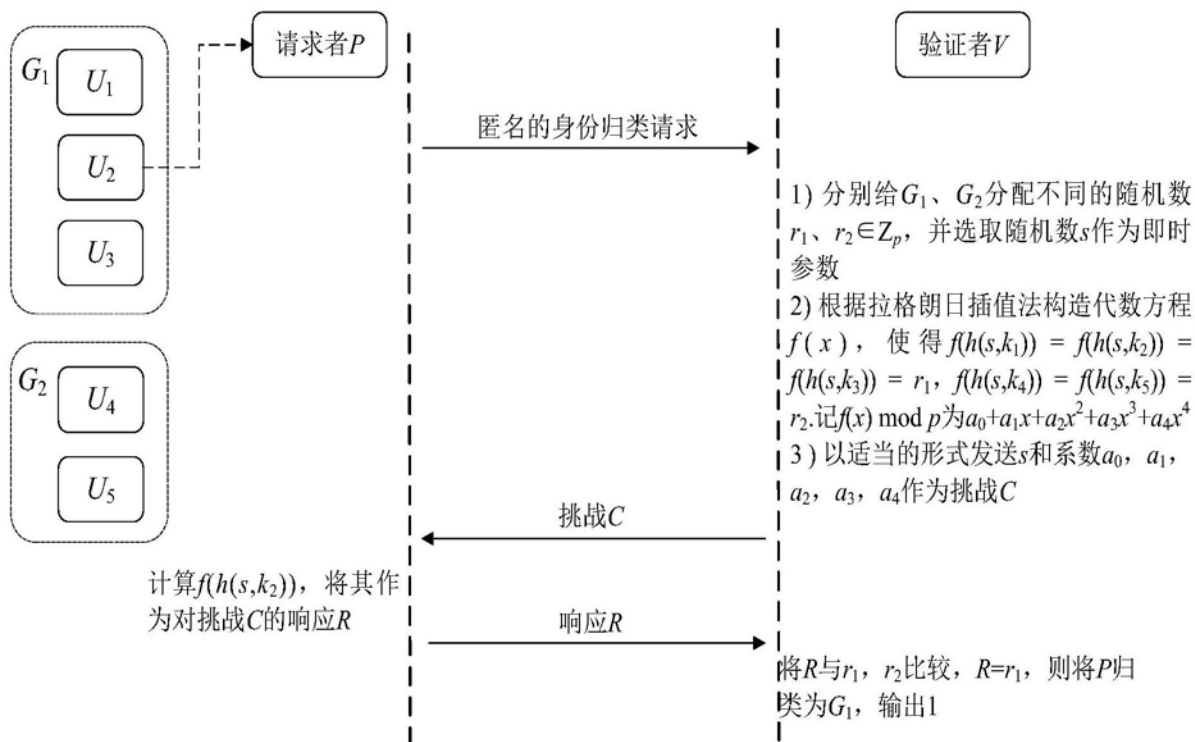 请求者P
验证者V
G₁
U₁
U₂
U₃
G₂
U₄
U₅
匿名的身份归类请求
1) 分别给G₁、G₂分配不同的随机数
r₁、r₂∈Zₚ，并选取随机数s作为即时
参数
2) 根据拉格朗日插值法构造代数方程
f(x)，使得f(h(s,k₁)) = f(h(s,k₂)) =
f(h(s,k₃)) = r₁, f(h(s,k₄)) = f(h(s,k₅)) =
r₂.记f(x) mod p为a₀+a₁x+a₂x²+a₃x³+a₄x⁴
3) 以适当的形式发送s和系数a₀，a₁，
a₂，a₃，a₄作为挑战C
挑战C
计算f(h(s,k₂))，将其作
为对挑战C的响应R
响应R
将R与r₁，r₂比较，R=r₁，则将P归
类为G₁，输出1